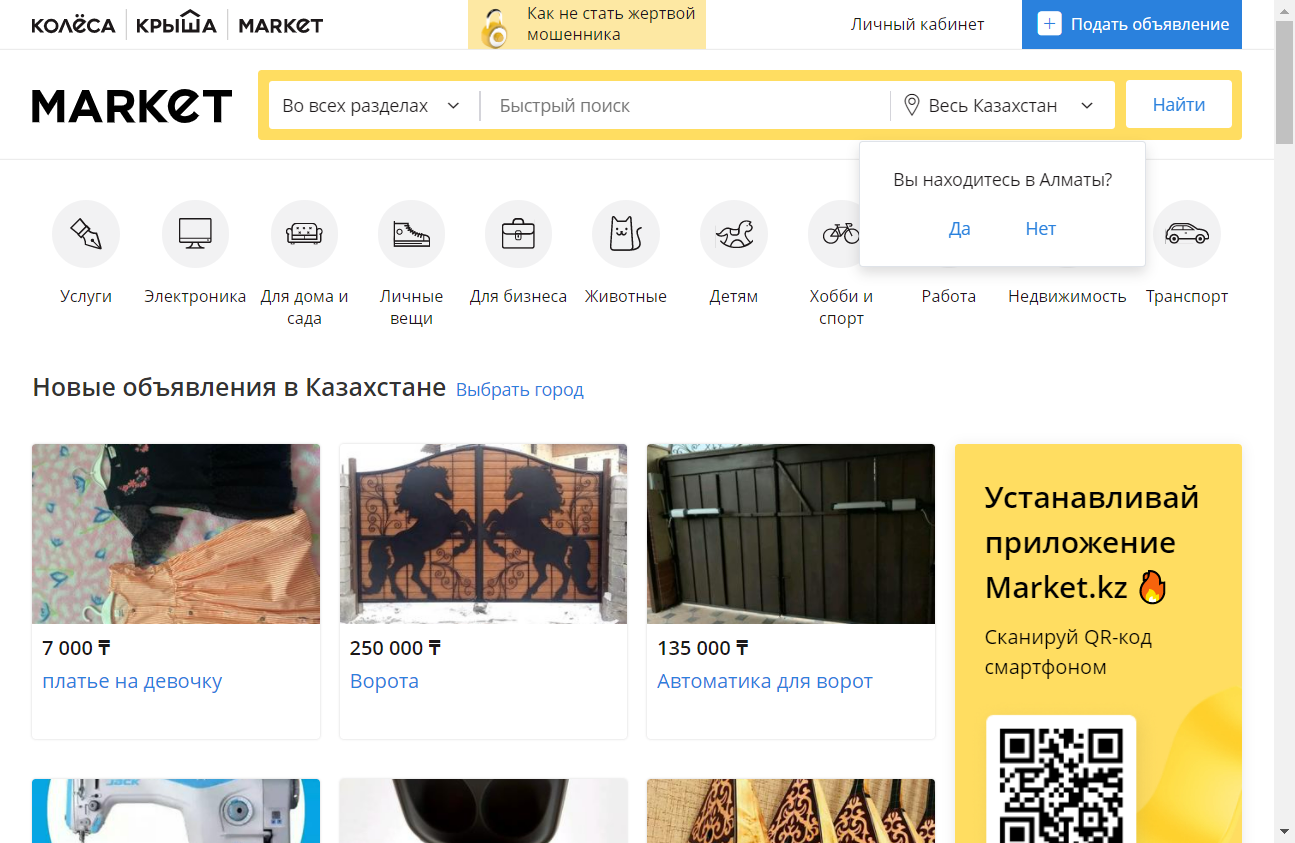 КОЛЁСА КРЫША MARKET
Как не стать жертвой
мошенника
Личный кабинет
Подать объявление
MARKET
Во всех разделах
Быстрый поиск
Весь Казахстан
Найти
Вы находитесь в Алматы?
Да Нет
Услуги
Электроника
Для дома и
сада
Личные
вещи
Для бизнеса
Животные
Детям
Хобби и
спорт
Работа
Недвижимость
Транспорт
Новые объявления в Казахстане Выбрать город
7 000 ₸
платье на девочку
250 000 ₸
Ворота
135 000 ₸
Автоматика для ворот
Устанавливай
приложение
Market.kz
Сканируй QR-код
смартфоном
JACK